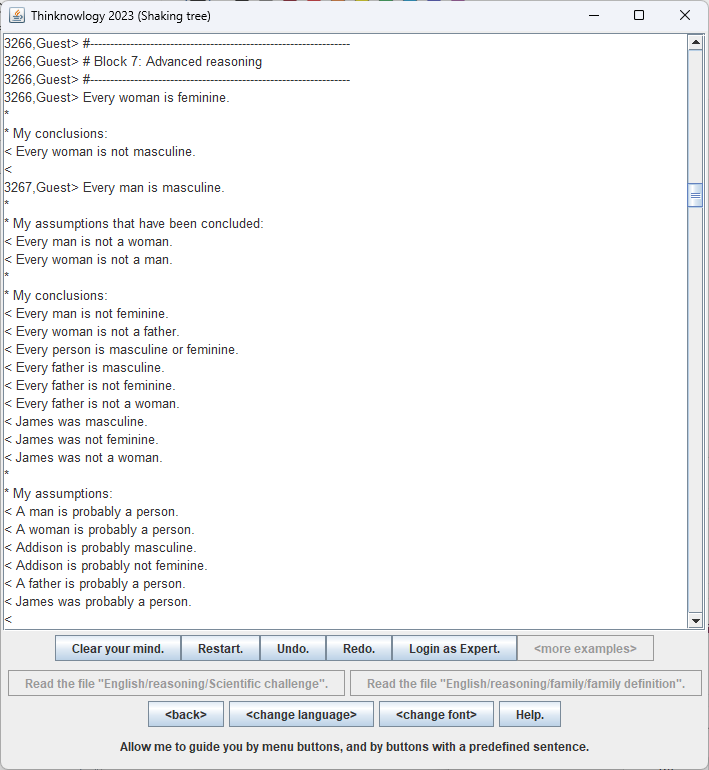 Thinknowlogy 2023 (Shaking tree)
3266,Guest> #----------------------------------------------------------------
3266,Guest> # Block 7: Advanced reasoning
3266,Guest> #----------------------------------------------------------------
3266,Guest> Every woman is feminine.
*
* My conclusions:
< Every woman is not masculine.
<
3267,Guest> Every man is masculine.
*
* My assumptions that have been concluded:
< Every man is not a woman.
< Every woman is not a man.
*
* My conclusions:
< Every man is not feminine.
< Every woman is not a father.
< Every person is masculine or feminine.
< Every father is masculine.
< Every father is not feminine.
< Every father is not a woman.
< James was masculine.
< James was not feminine.
< James was not a woman.
*
* My assumptions:
< A man is probably a person.
< A woman is probably a person.
< Addison is probably masculine.
< Addison is probably not feminine.
< A father is probably a person.
< James was probably a person.
<
Clear your mind. Restart. Undo. Redo. Login as Expert. <more examples>
Read the file "English/reasoning/Scientific challenge". Read the file "English/reasoning/family/family definition".
<back> <change language> <change font> Help.
Allow me to guide you by menu buttons, and by buttons with a predefined sentence.